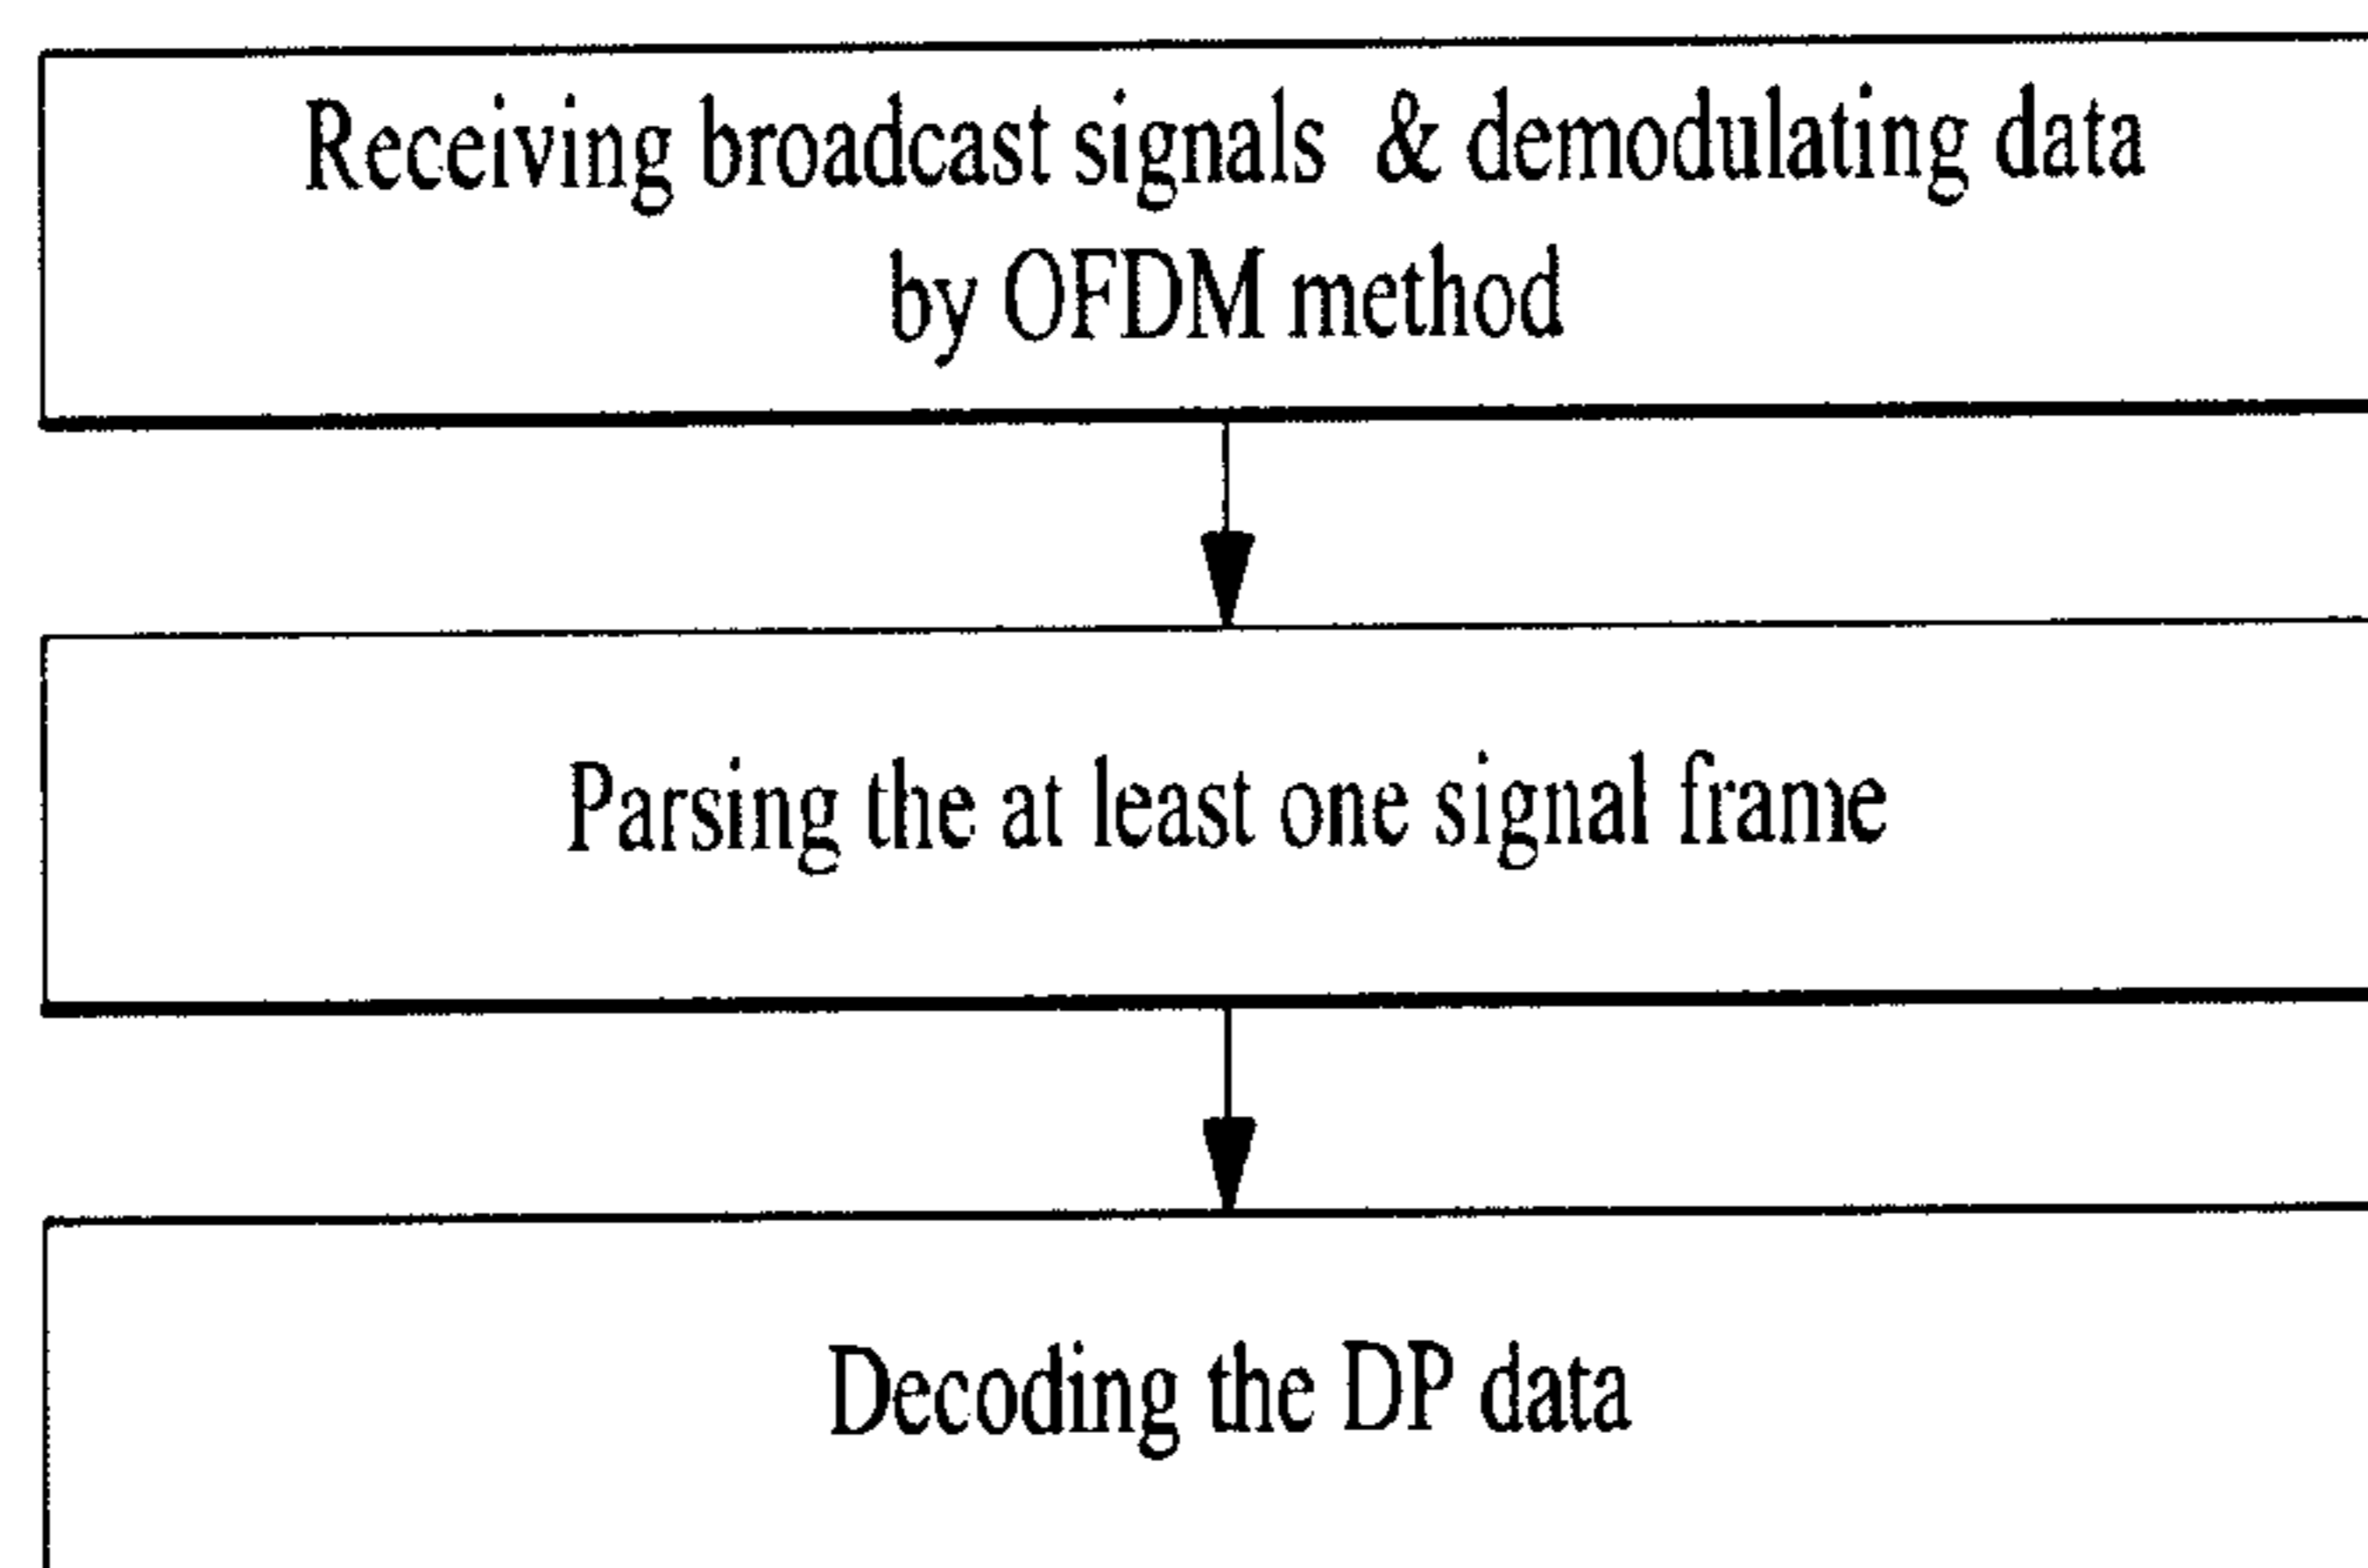 Receiving broadcast signals & demodulating data
by OFDM method
Parsing the at least one signal frame
Decoding the DP data